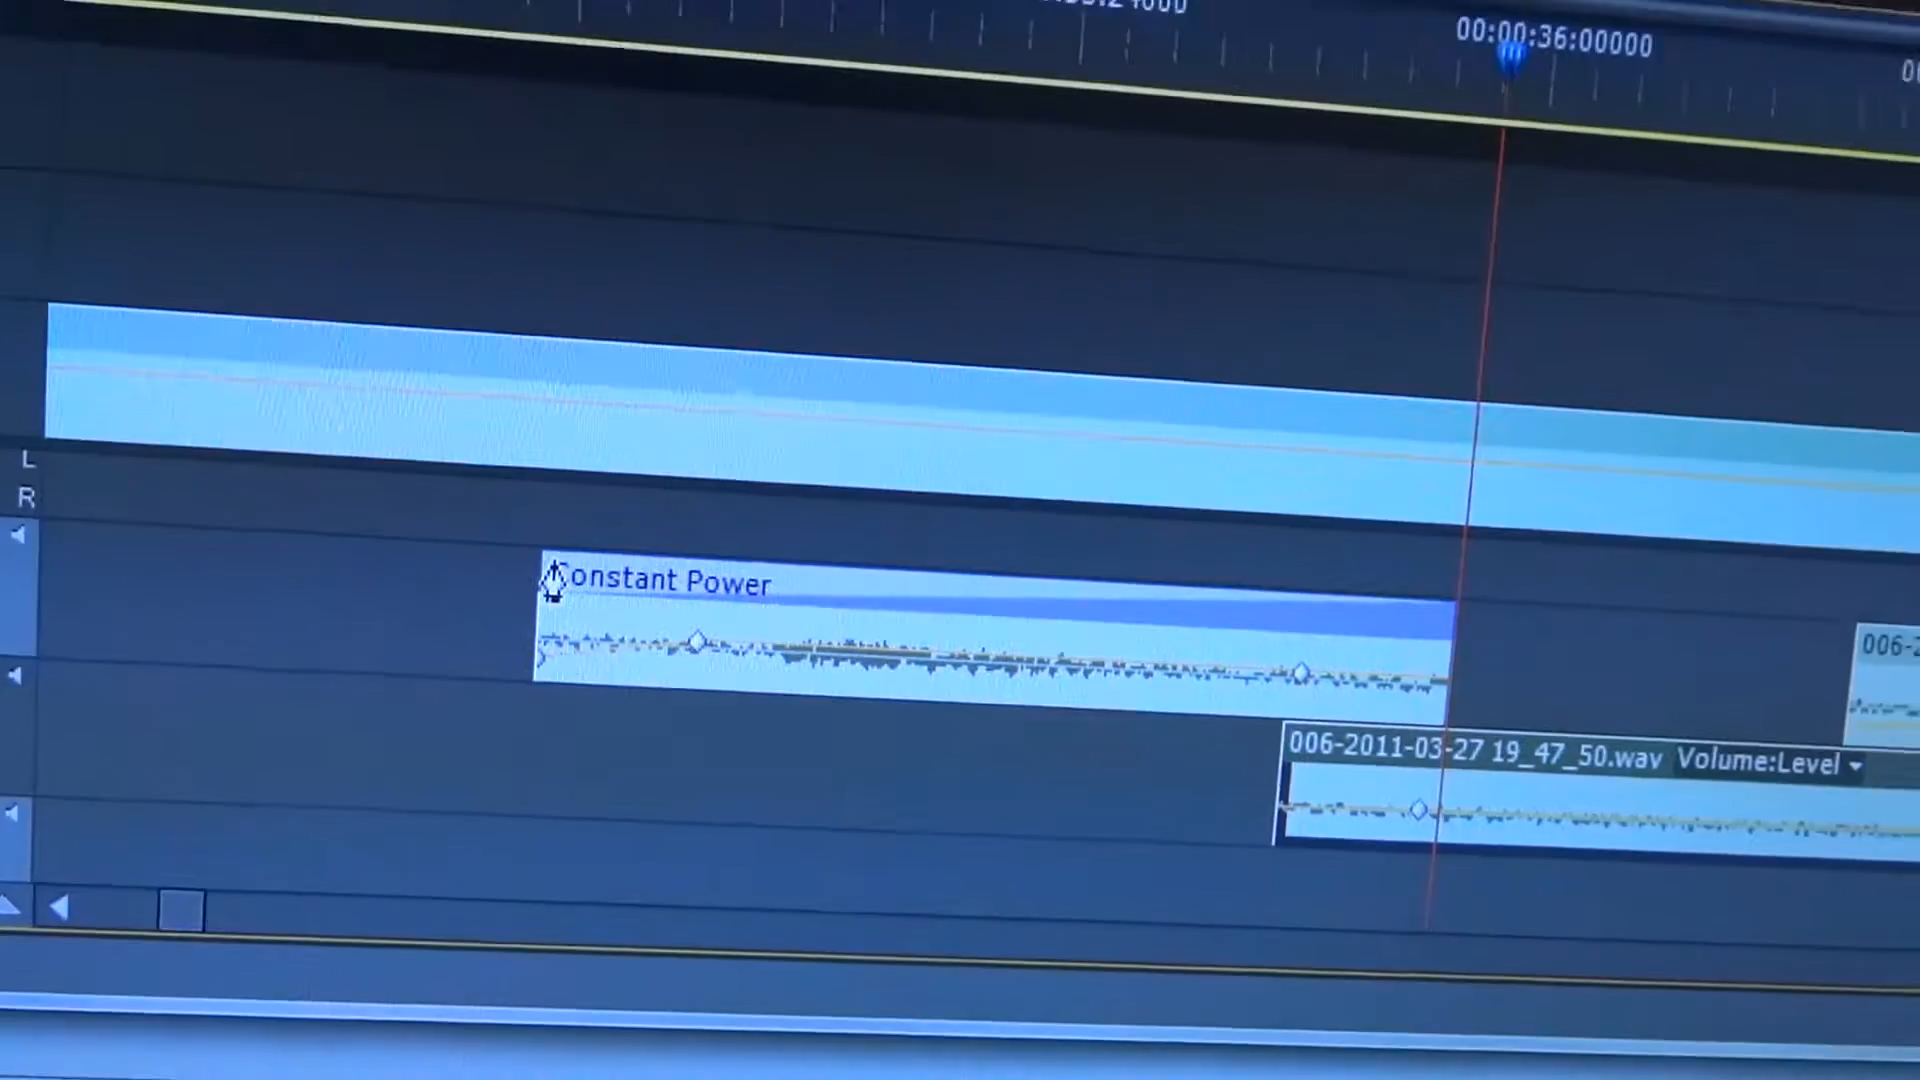 00:00:36:00000
L
R
Constant Power
006-2
006-2011-03-27 19_47_50.wav Volume:Level